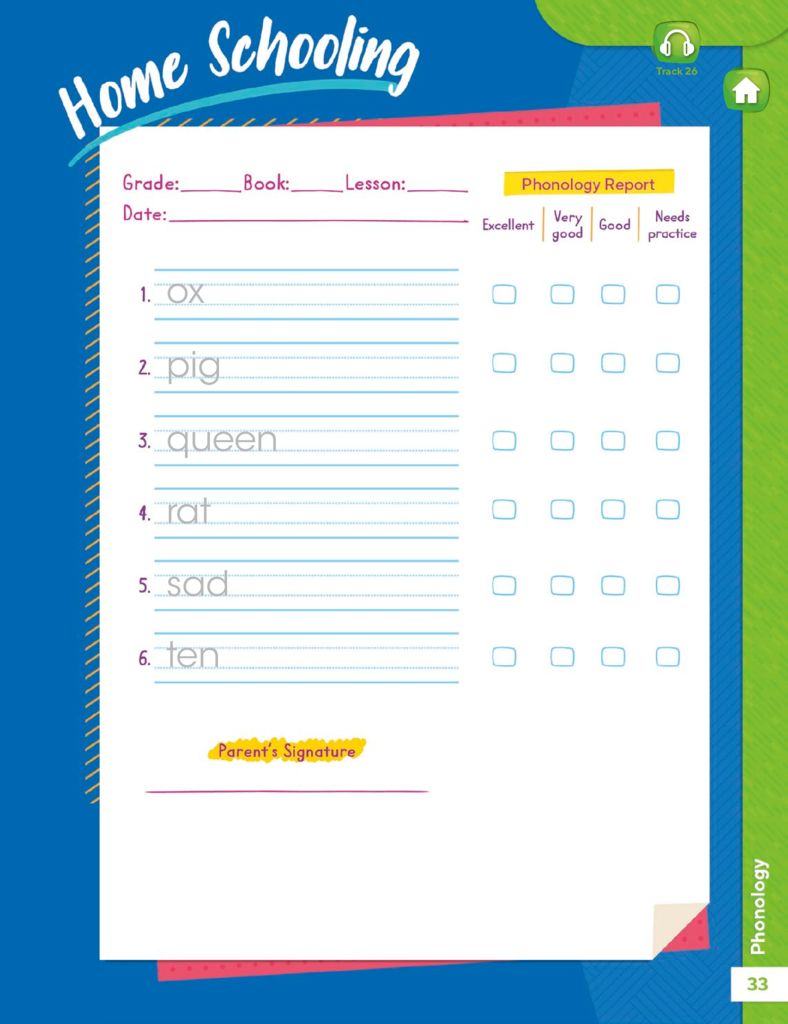 Home Schooling
Track 26
Grade:______ Book:_____ Lesson:______
Date:______________________________
Phonology Report
Excellent
Very good
Good
Needs practice
1. ox
2. pig
3. queen
4. rat
5. sad
6. ten
Parent's Signature
Phonology
33